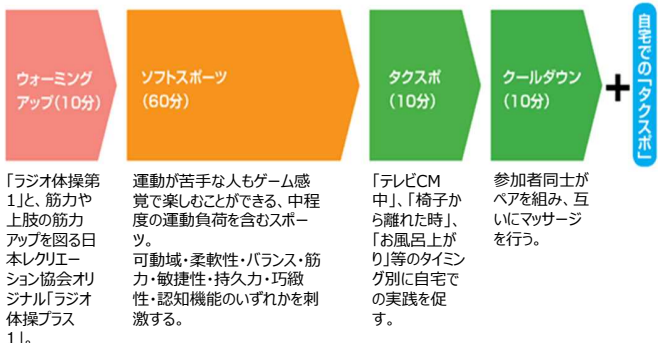 ウォーミング
アップ(10分)
ソフトスポーツ
(60分)
タクスポ
(10分)
クールダウン
(10分)
+
自宅での「タクスポ」
「ラジオ体操第
1」と、筋力や
上肢の筋力
アップを図る日
本レクリエー
ション協会オリ
ジナル「ラジオ
体操プラス
1」。
運動が苦手な人もゲーム感
覚で楽しむことができる、中程
度の運動負荷を含むスポー
ツ。
可動域・柔軟性・バランス・筋
力・敏捷性・持久力・巧緻
性・認知機能のいずれかを刺
激する。
「テレビCM
中」、「椅子か
ら離れた時」、
「お風呂上が
り」等のタイミン
グ別に自宅で
の実践を促
す。
参加者同士が
ペアを組み、互
いにマッサージ
を行う。